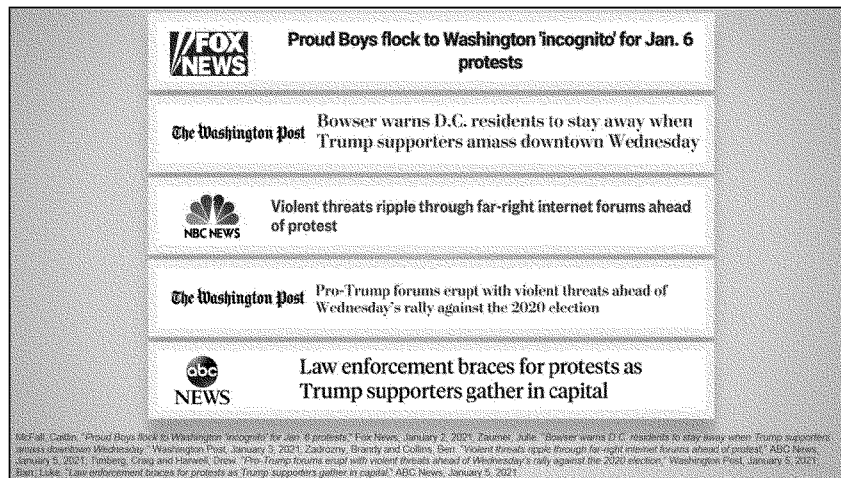 FOX
NEWS
Proud Boys flock to Washington 'incognito' for Jan. 6
protests
The Washington Post
Bowser warns D.C. residents to stay away when
Trump supporters amass downtown Wednesday
NBC NEWS
Violent threats ripple through far-right internet forums ahead
of protest
The Washington Post
Pro-Trump forums erupt with violent threats ahead of
Wednesday's rally against the 2020 election
abc
NEWS
Law enforcement braces for protests as
Trump supporters gather in capital
McFall, Caitlin, "Proud Boys flock to Washington 'incognito' for Jan. 6 protests," Fox News, January 2, 2021; Zauzmer, Julie. "Bowser warns D.C. residents to stay away when Trump supporters
amass downtown Wednesday," Washington Post, January 3, 2021; Zadrozny, Brandy and Collins, Ben. "Violent threats ripple through far-right internet forums ahead of protest," ABC News,
January 5, 2021; Timberg, Craig and Harwell, Drew. "Pro-Trump forums erupt with violent threats ahead of Wednesday's rally against the 2020 election," Washington Post, January 5, 2021;
Barr, Luke. "Law enforcement braces for protests as Trump supporters gather in capital," ABC News, January 5, 2021